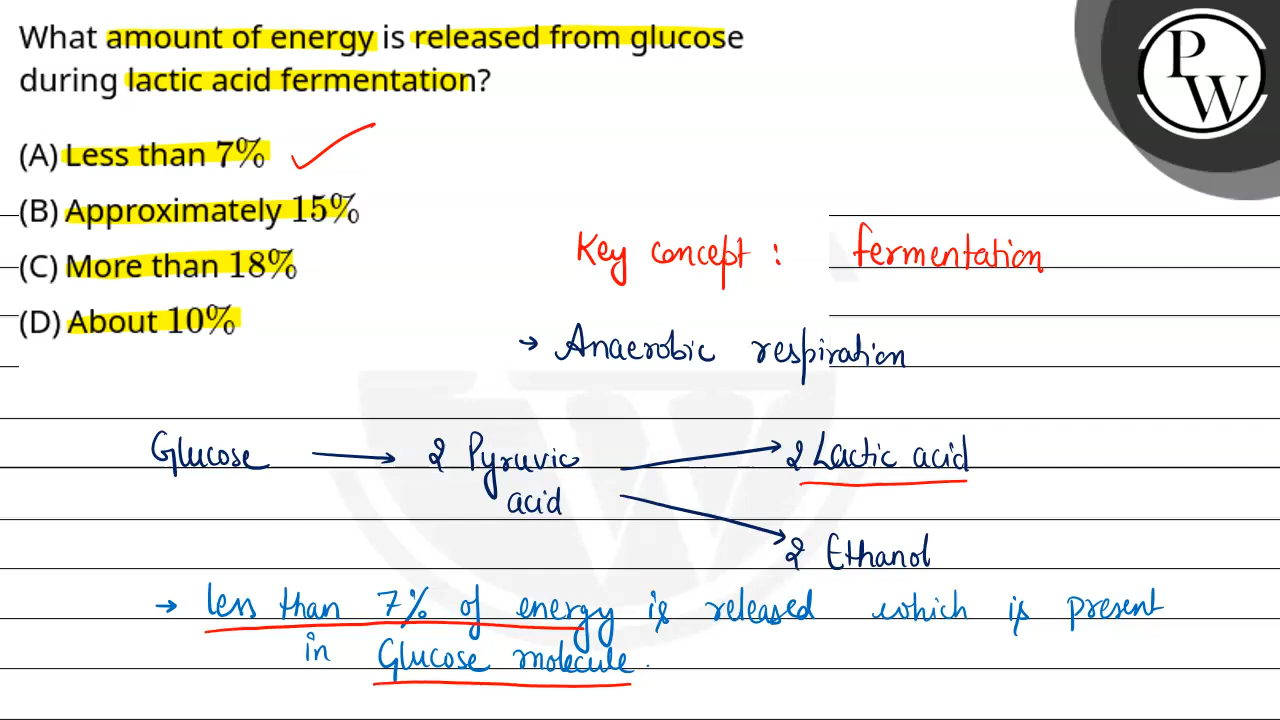 What amount of energy is released from glucose
during lactic acid fermentation?
(A) Less than 7%
(B) Approximately 15%
(C) More than 18%
(D) About 10%
PW
Key concept : fermentation
→ Anaerobic respiration
Glucose → 2 Pyruvic acid → 2 Lactic acid
→ 2 Ethanol
→ less than 7% of energy is released which is present
in Glucose molecule.